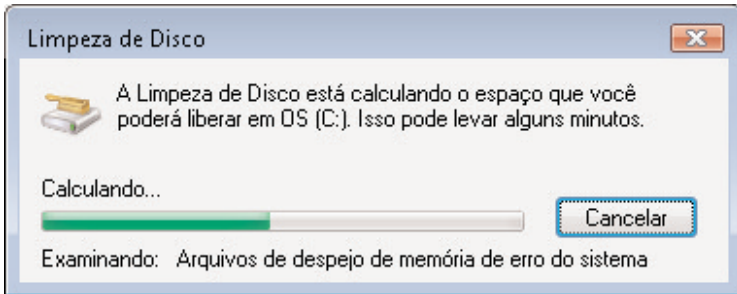 Limpeza de Disco
A Limpeza de Disco está calculando o espaço que você
poderá liberar em OS (C:). Isso pode levar alguns minutos.
Calculando...
Cancelar
Examinando: Arquivos de despejo de memória de erro do sistema